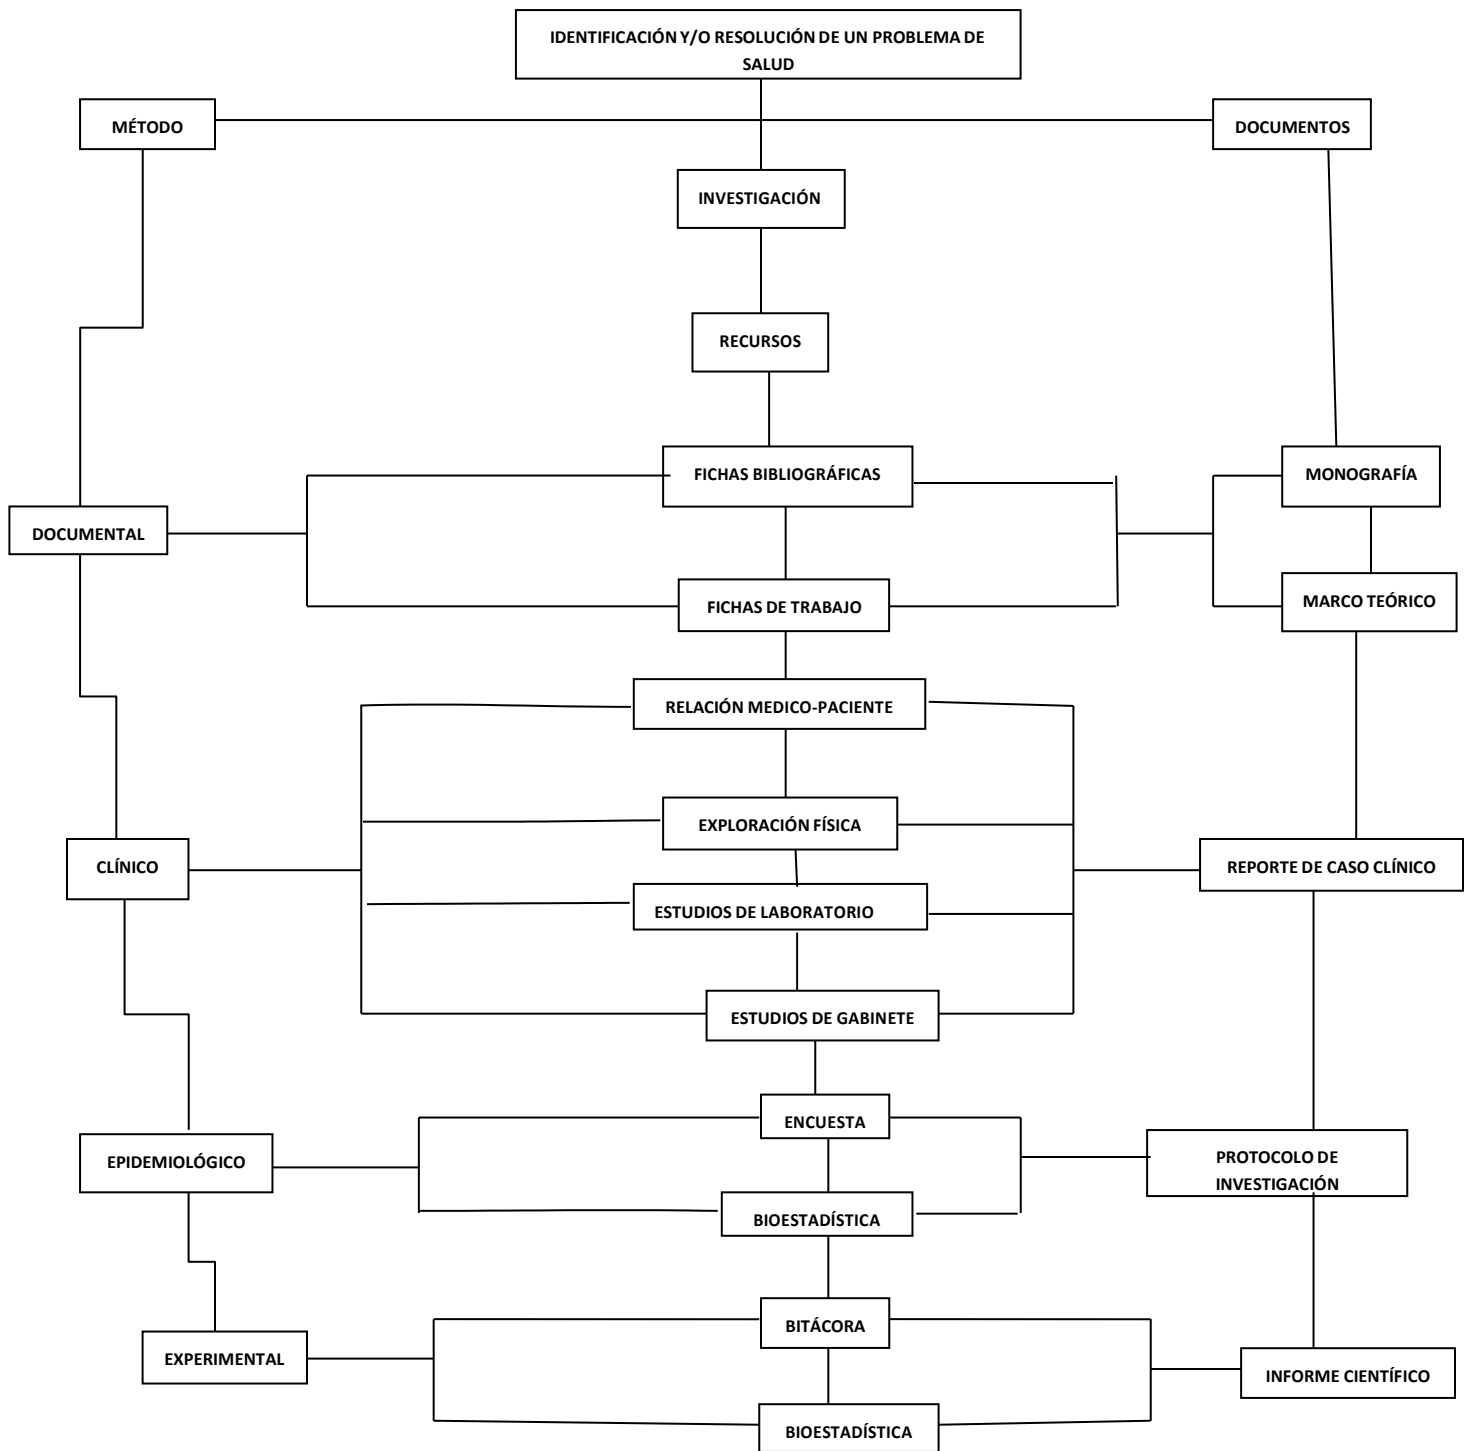 IDENTIFICACIÓN Y/O RESOLUCIÓN DE UN PROBLEMA DE
SALUD
MÉTODO
DOCUMENTOS
INVESTIGACIÓN
RECURSOS
FICHAS BIBLIOGRÁFICAS
MONOGRAFÍA
DOCUMENTAL
FICHAS DE TRABAJO
MARCO TEÓRICO
RELACIÓN MEDICO-PACIENTE
EXPLORACIÓN FÍSICA
CLÍNICO
REPORTE DE CASO CLÍNICO
ESTUDIOS DE LABORATORIO
ESTUDIOS DE GABINETE
ENCUESTA
EPIDEMIOLÓGICO
PROTOCOLO DE
INVESTIGACIÓN
BIOESTADÍSTICA
BITÁCORA
EXPERIMENTAL
INFORME CIENTÍFICO
BIOESTADÍSTICA